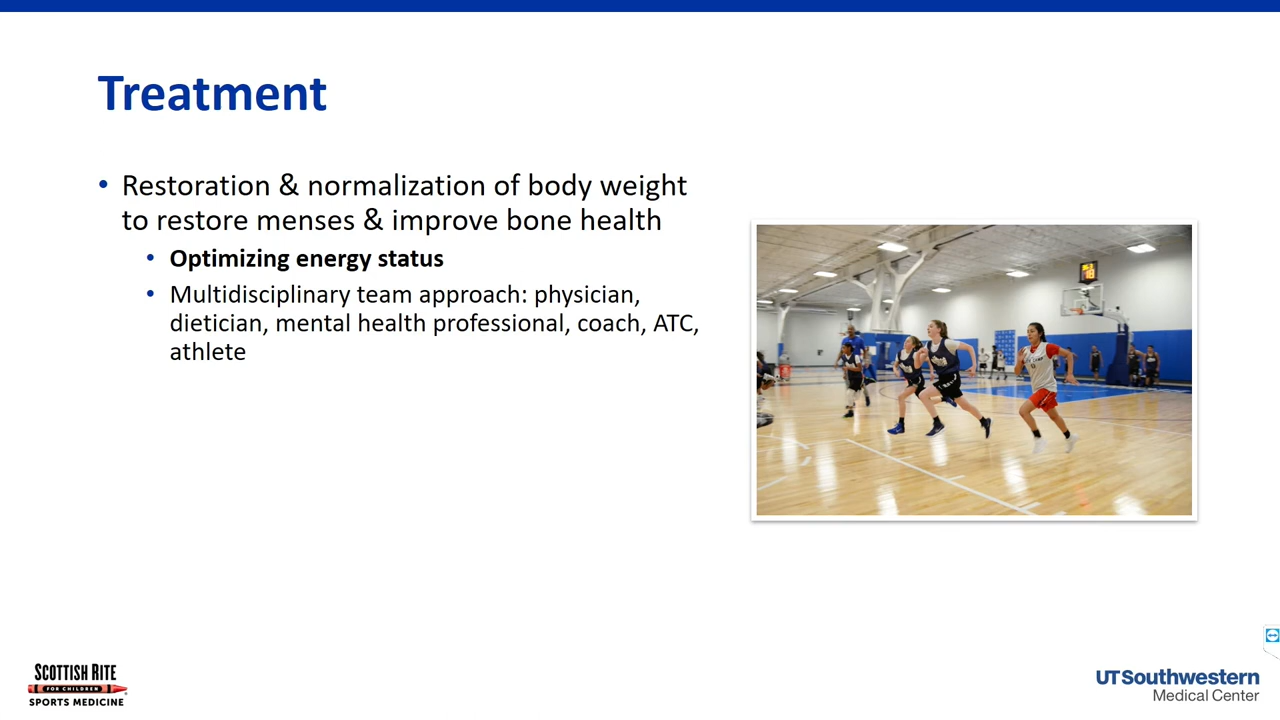 Treatment
• Restoration & normalization of body weight
to restore menses & improve bone health
• Optimizing energy status
• Multidisciplinary team approach: physician,
dietician, mental health professional, coach, ATC,
athlete
SCOTTISH RITE
FOR CHILDREN
SPORTS MEDICINE
UTSouthwestern
Medical Center